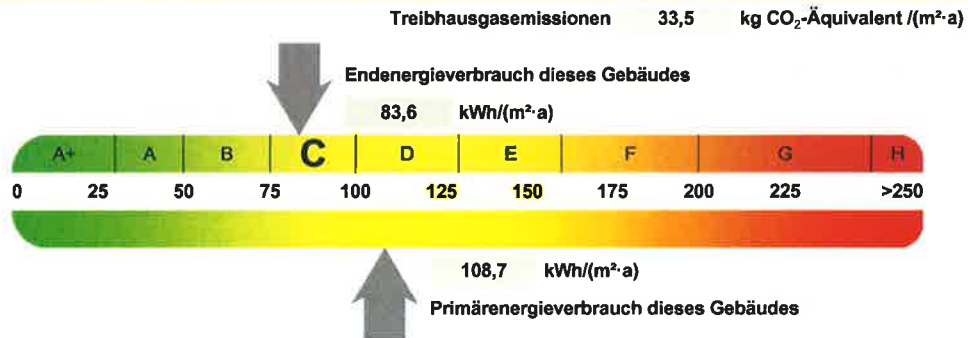 Treibhausgasemissionen 33,5 kg CO₂-Äquivalent /(m²·a)
Endenergieverbrauch dieses Gebäudes
83,6 kWh/(m²·a)
A+ A B C D E F G H
0 25 50 75 100 125 150 175 200 225 >250
108,7 kWh/(m²·a)
Primärenergieverbrauch dieses Gebäudes